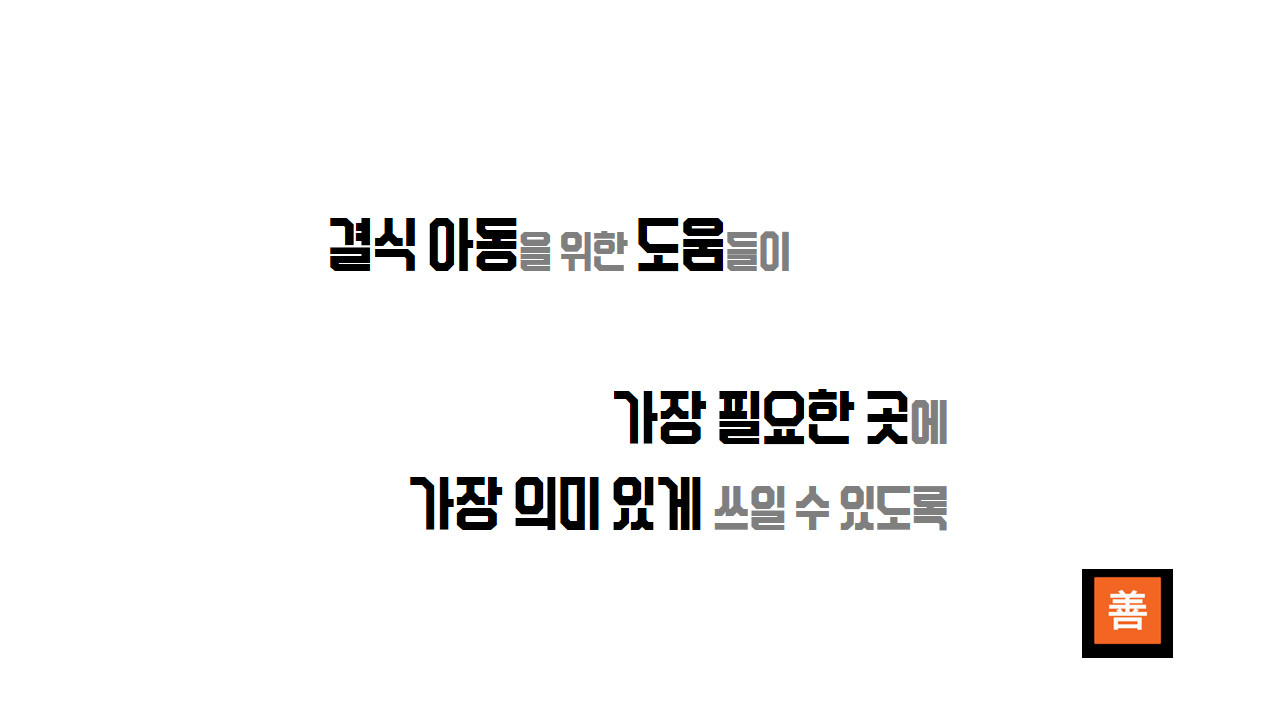 결식 아동을 위한 도움들이
가장 필요한 곳에
가장 의미 있게 쓰일 수 있도록
善